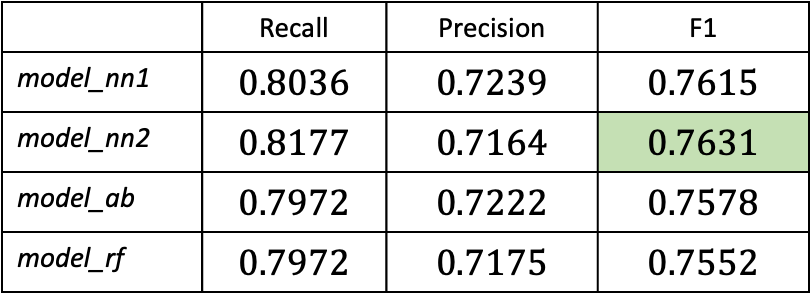 Recall Precision F1
model_nn1 0.8036 0.7239 0.7615
model_nn2 0.8177 0.7164 0.7631
model_ab 0.7972 0.7222 0.7578
model_rf 0.7972 0.7175 0.7552